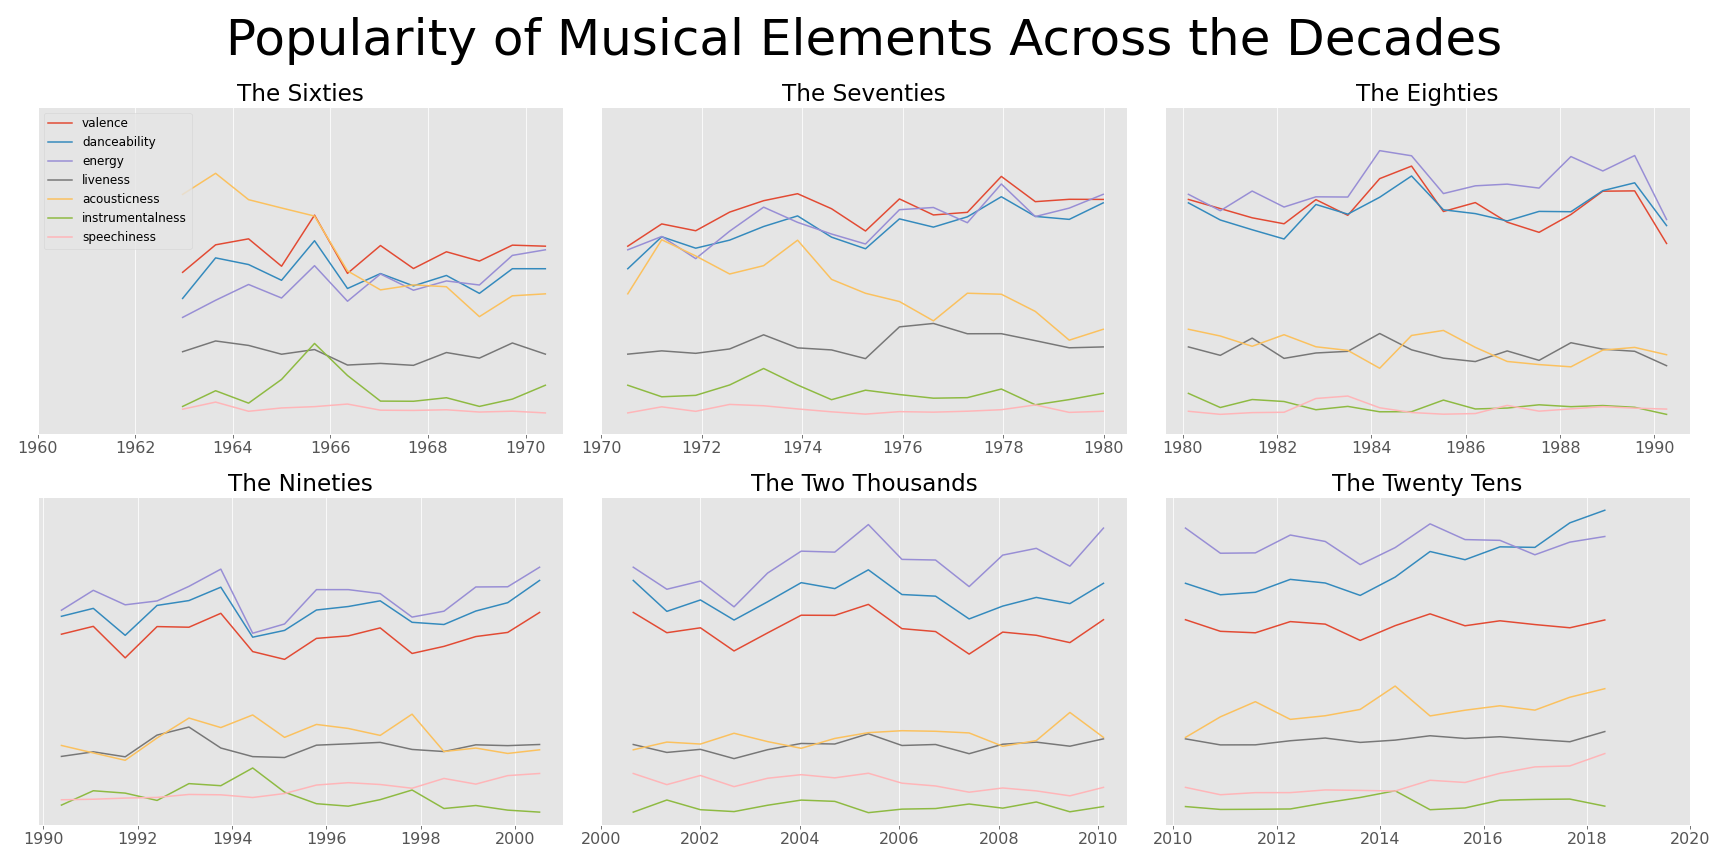 Popularity of Musical Elements Across the Decades
The Sixties
valence
danceability
energy
liveness
acousticness
instrumentalness
speechiness
1960 1962 1964 1966 1968 1970
The Seventies
1970 1972 1974 1976 1978 1980
The Eighties
1980 1982 1984 1986 1988 1990
The Nineties
1990 1992 1994 1996 1998 2000
The Two Thousands
2000 2002 2004 2006 2008 2010
The Twenty Tens
2010 2012 2014 2016 2018 2020